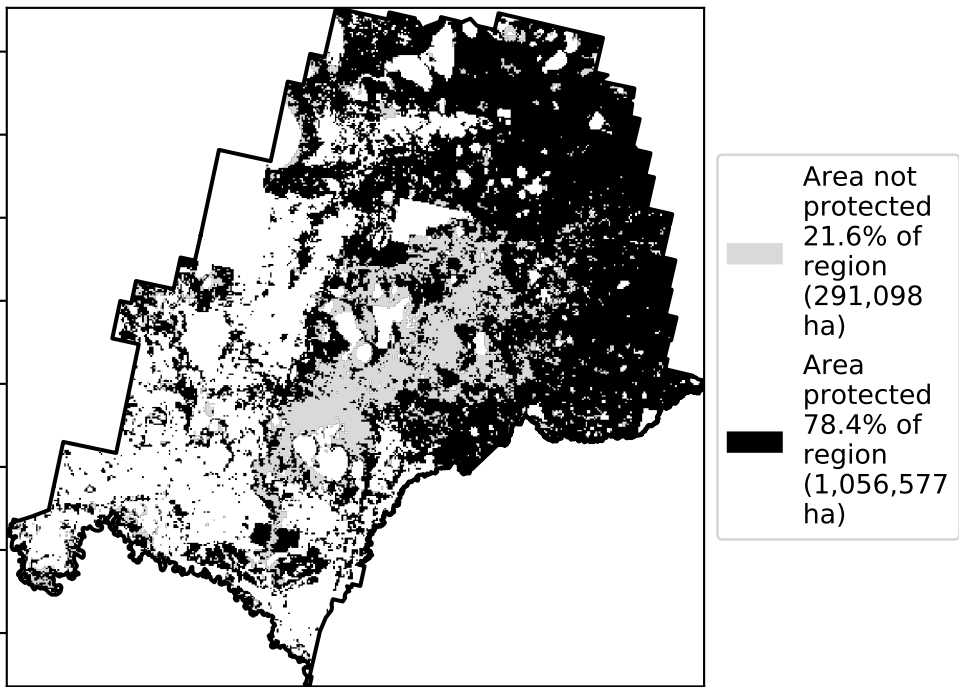 Area not
protected
21.6% of
region
(291,098
ha)
Area
protected
78.4% of
region
(1,056,577
ha)